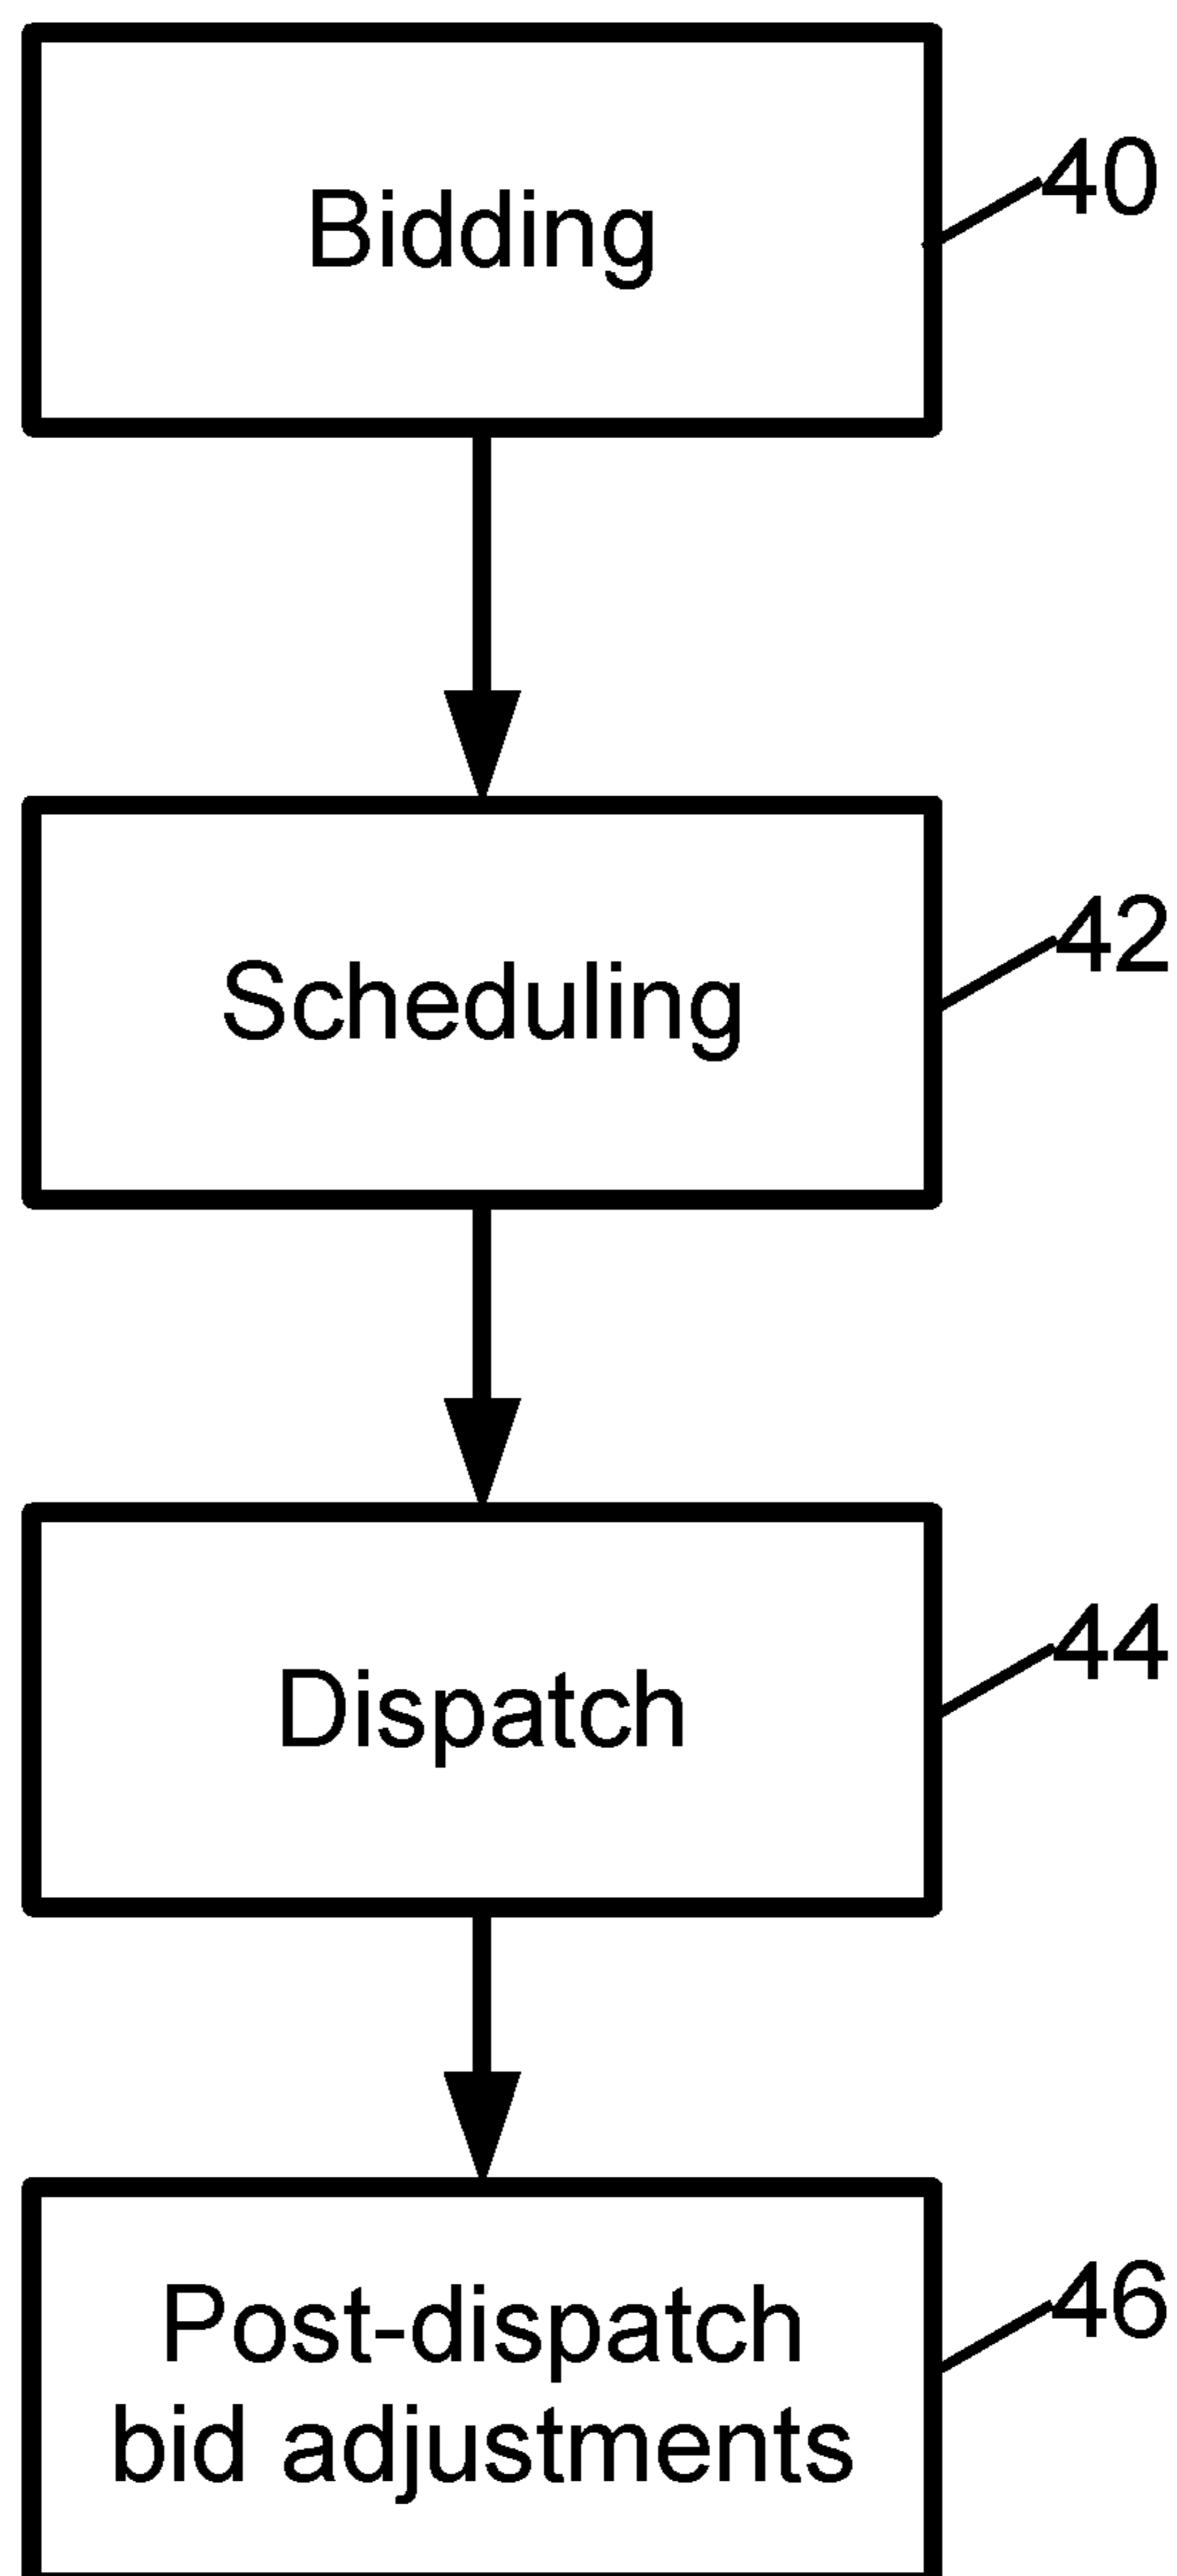 Bidding
40
Scheduling
42
Dispatch
44
Post-dispatch
bid adjustments
46